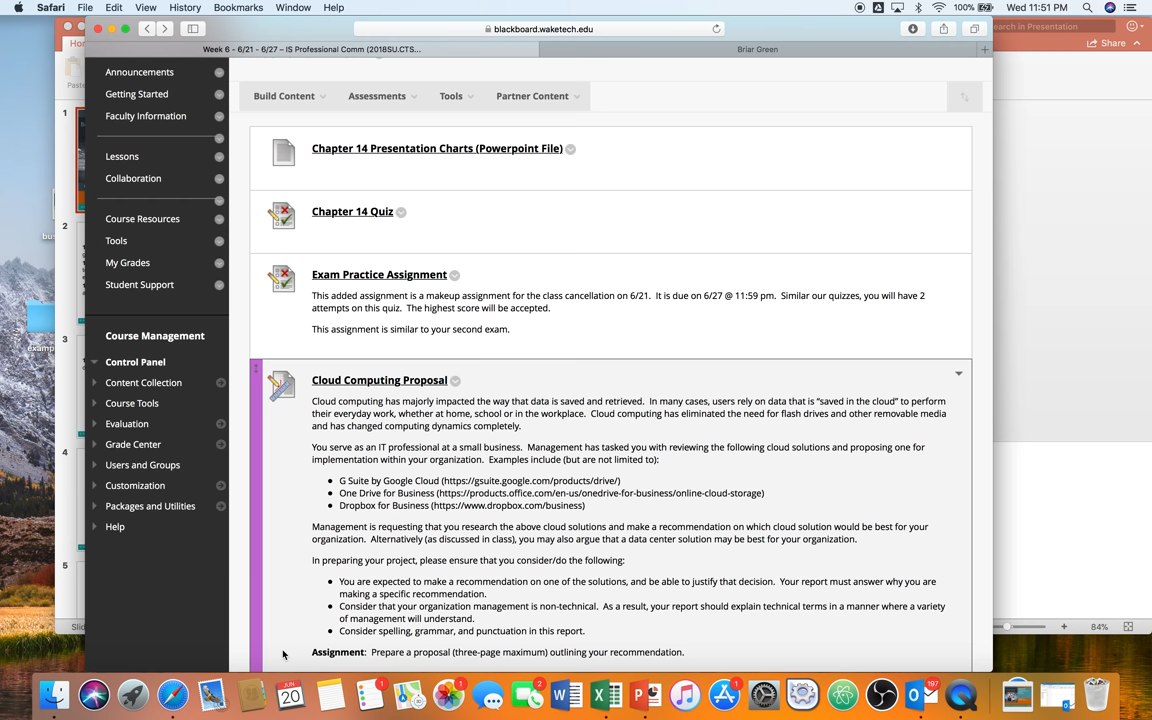 Safari File Edit View History Bookmarks Window Help
100% Wed 11:51 PM
blackboard.waketech.edu
Search in Presentation
Week 6 - 6/21 - 6/27 – IS Professional Comm (2018SU.CTS...
Briar Green
Share
Paste
Announcements
Getting Started
Faculty Information
Lessons
Collaboration
Course Resources
Tools
My Grades
Student Support
Course Management
Control Panel
Content Collection
Course Tools
Evaluation
Grade Center
Users and Groups
Customization
Packages and Utilities
Help
Build Content Assessments Tools Partner Content
Chapter 14 Presentation Charts (Powerpoint File)
Chapter 14 Quiz
Exam Practice Assignment
This added assignment is a makeup assignment for the class cancellation on 6/21. It is due on 6/27 @ 11:59 pm. Similar our quizzes, you will have 2
attempts on this quiz. The highest score will be accepted.
This assignment is similar to your second exam.
Cloud Computing Proposal
Cloud computing has majorly impacted the way that data is saved and retrieved. In many cases, users rely on data that is "saved in the cloud" to perform
their everyday work, whether at home, school or in the workplace. Cloud computing has eliminated the need for flash drives and other removable media
and has changed computing dynamics completely.
You serve as an IT professional at a small business. Management has tasked you with reviewing the following cloud solutions and proposing one for
implementation within your organization. Examples include (but are not limited to):
• G Suite by Google Cloud (https://gsuite.google.com/products/drive/)
• One Drive for Business (https://products.office.com/en-us/onedrive-for-business/online-cloud-storage)
• Dropbox for Business (https://www.dropbox.com/business)
Management is requesting that you research the above cloud solutions and make a recommendation on which cloud solution would be best for your
organization. Alternatively (as discussed in class), you may also argue that a data center solution may be best for your organization.
In preparing your project, please ensure that you consider/do the following:
• You are expected to make a recommendation on one of the solutions, and be able to justify that decision. Your report must answer why you are
making a specific recommendation.
• Consider that your organization management is non-technical. As a result, your report should explain technical terms in a manner where a variety
of management will understand.
• Consider spelling, grammar, and punctuation in this report.
Assignment: Prepare a proposal (three-page maximum) outlining your recommendation.
1
2
3
4
5
84%
JUN
20
1
1
2
1
197